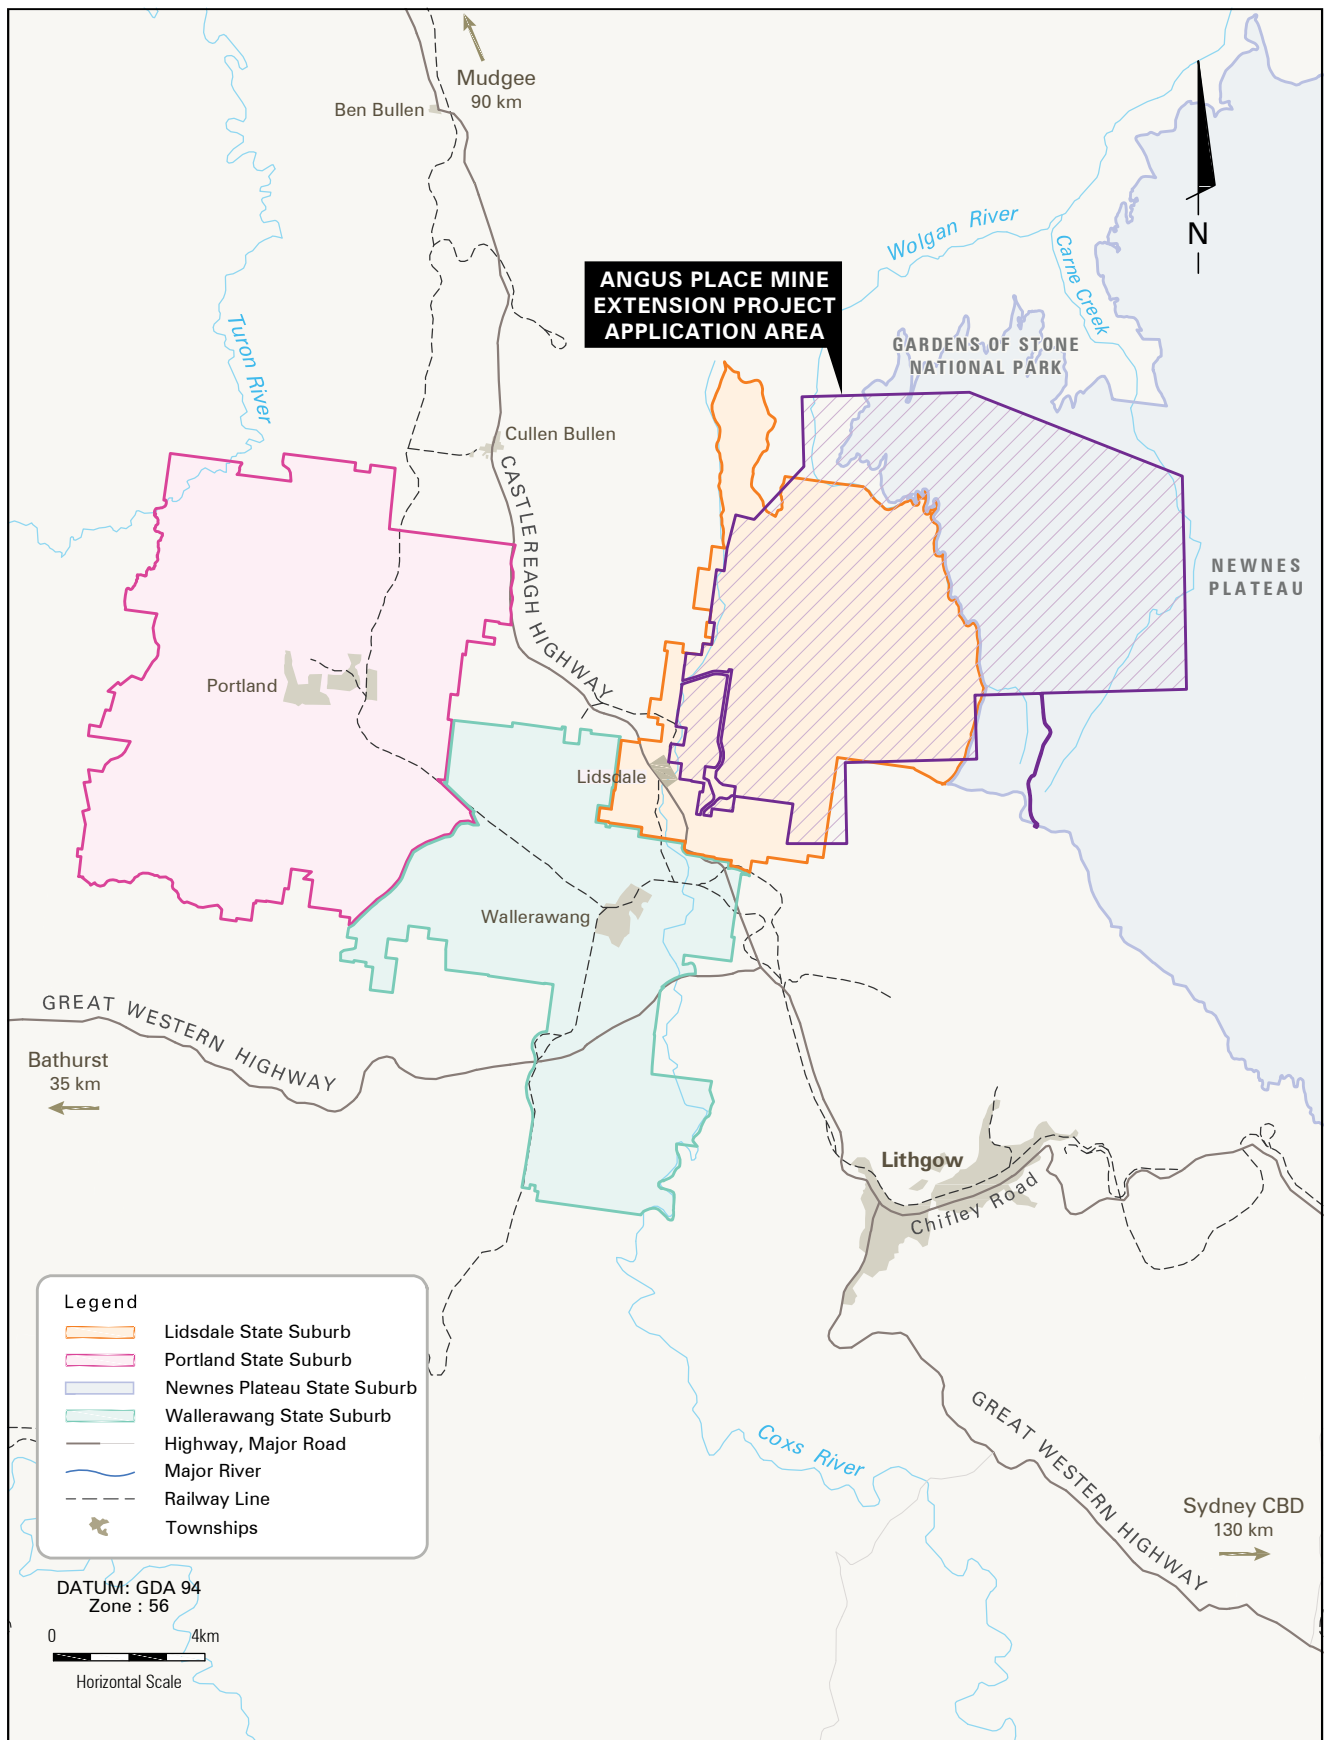 Mudgee
90 km
Ben Bullen
N
Wolgan River
Carne Creek
ANGUS PLACE MINE
EXTENSION PROJECT
APPLICATION AREA
GARDENS OF STONE
NATIONAL PARK
Turon River
Cullen Bullen
CASTLEREAGH HIGHWAY
NEWNES
PLATEAU
Portland
Lidsdale
Wallerawang
GREAT WESTERN HIGHWAY
Bathurst
35 km
Lithgow
Chifley Road
Legend
Lidsdale State Suburb
Portland State Suburb
Newnes Plateau State Suburb
Wallerawang State Suburb
Highway, Major Road
Major River
Railway Line
Townships
Coxs River
GREAT WESTERN HIGHWAY
Sydney CBD
130 km
DATUM: GDA 94
Zone : 56
0 4km
Horizontal Scale